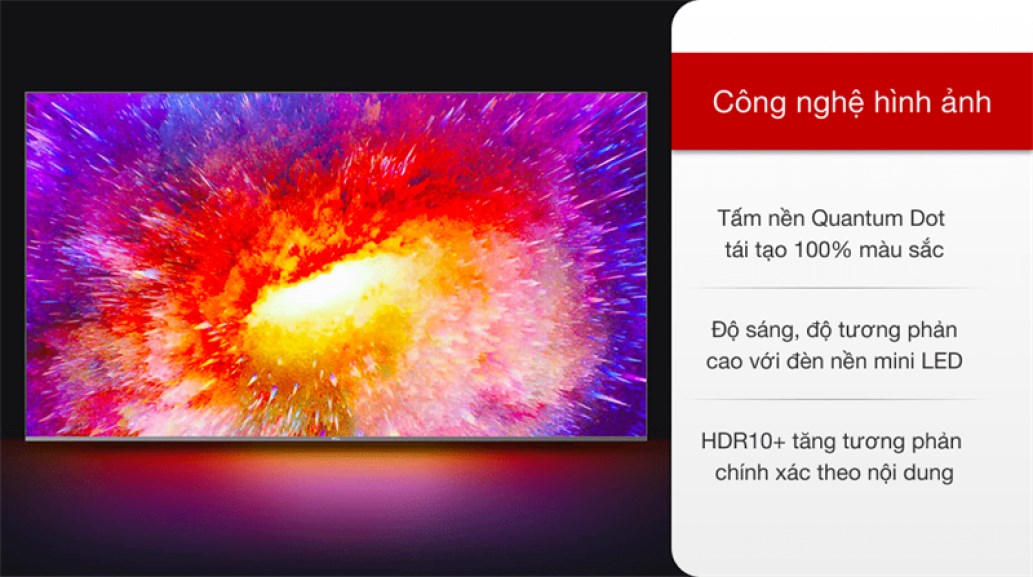 Công nghệ hình ảnh
Tấm nền Quantum Dot
tái tạo 100% màu sắc
Độ sáng, độ tương phản
cao với đèn nền mini LED
HDR10+ tăng tương phản
chính xác theo nội dung